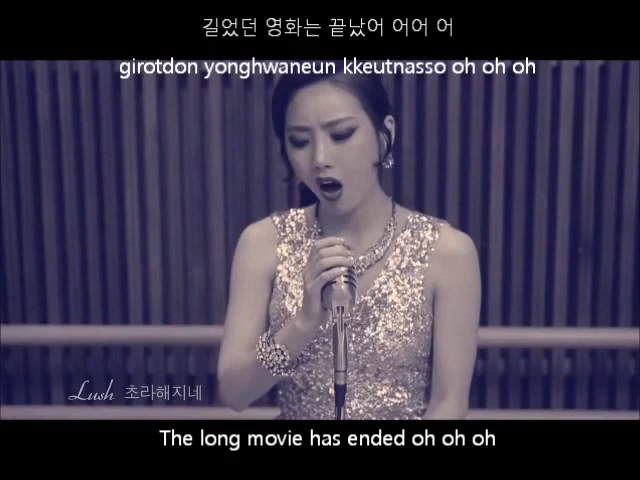 길었던 영화는 끝났어 어어 어
girotdon yonghwaneun kkeutnasso oh oh oh
Lush 초라해지네
The long movie has ended oh oh oh